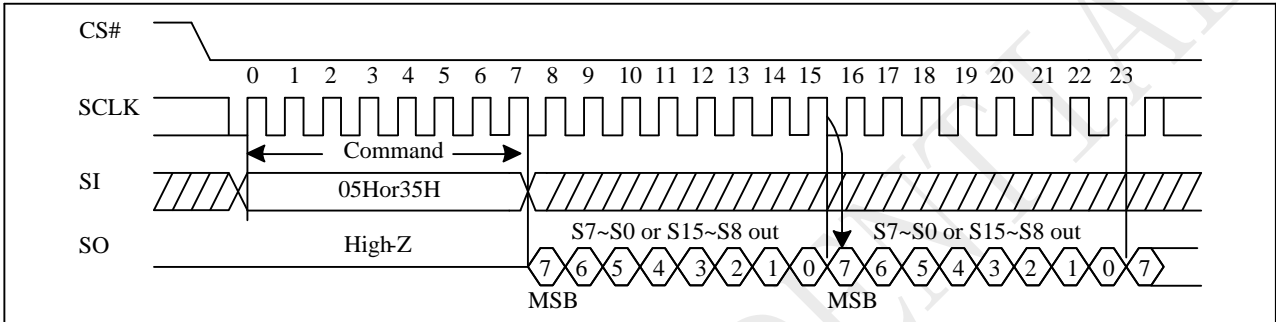 CS#
0 1 2 3 4 5 6 7 8 9 10 11 12 13 14 15 16 17 18 19 20 21 22 23
SCLK
Command
SI
05Hor35H
S7~S0 or S15~S8 out S7~S0 or S15~S8 out
SO
High-Z
7 6 5 4 3 2 1 0 7 6 5 4 3 2 1 0 7
MSB MSB